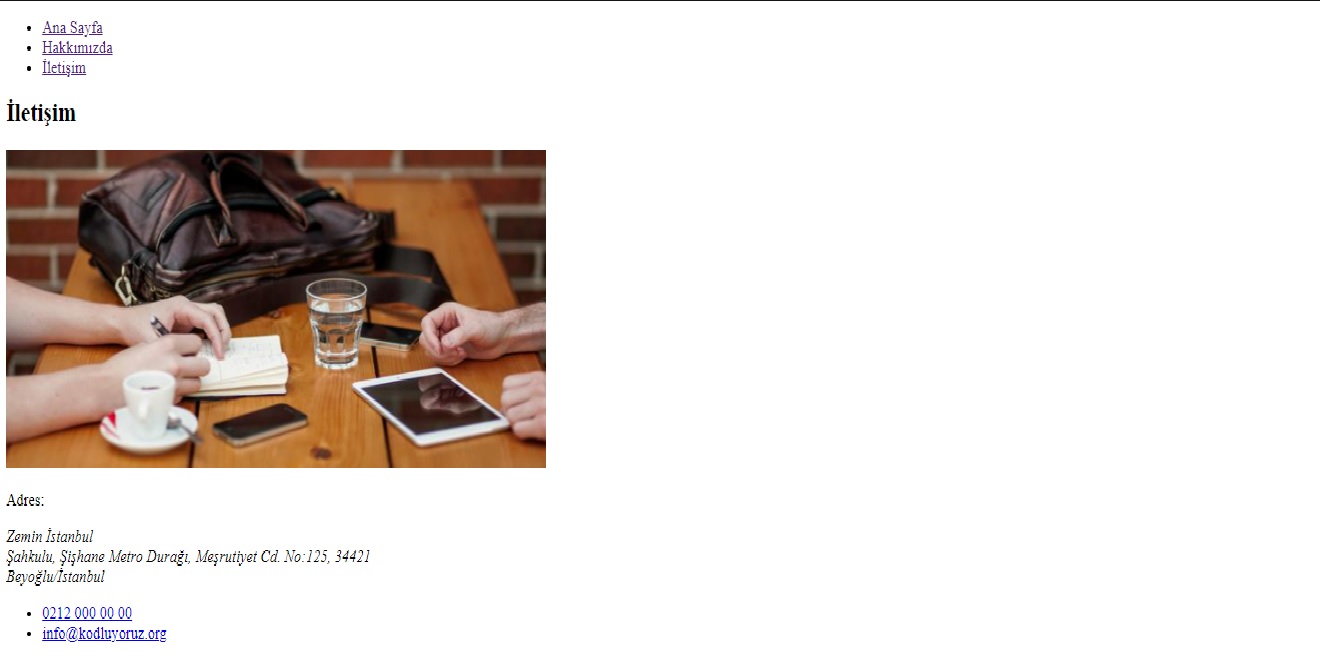 Ana Sayfa
Hakkımızda
İletişim
İletişim
Adres:
Zemin İstanbul
Şahkulu, Şişhane Metro Durağı, Meşrutiyet Cd. No:125, 34421
Beyoğlu/İstanbul
0212 000 00 00
info@kodluyoruz.org